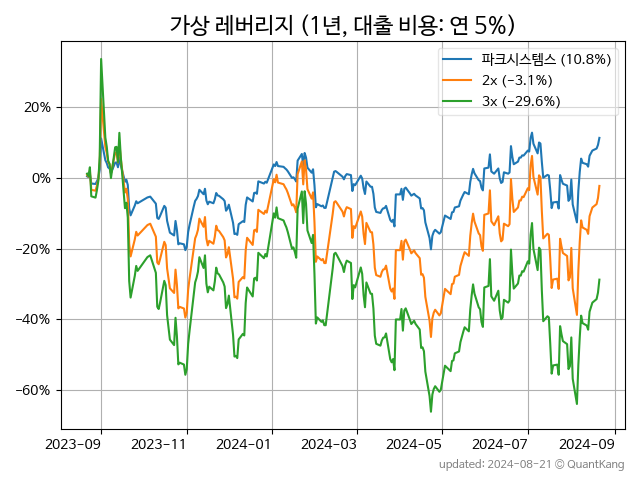 가상 레버리지 (1년, 대출 비용: 연 5%)
파크시스템스 (10.8%)
2x (−3.1%)
3x (−29.6%)
20%
0%
−20%
−40%
−60%
2023-09 2023-11 2024-01 2024-03 2024-05 2024-07 2024-09
updated: 2024-08-21 © QuantKang